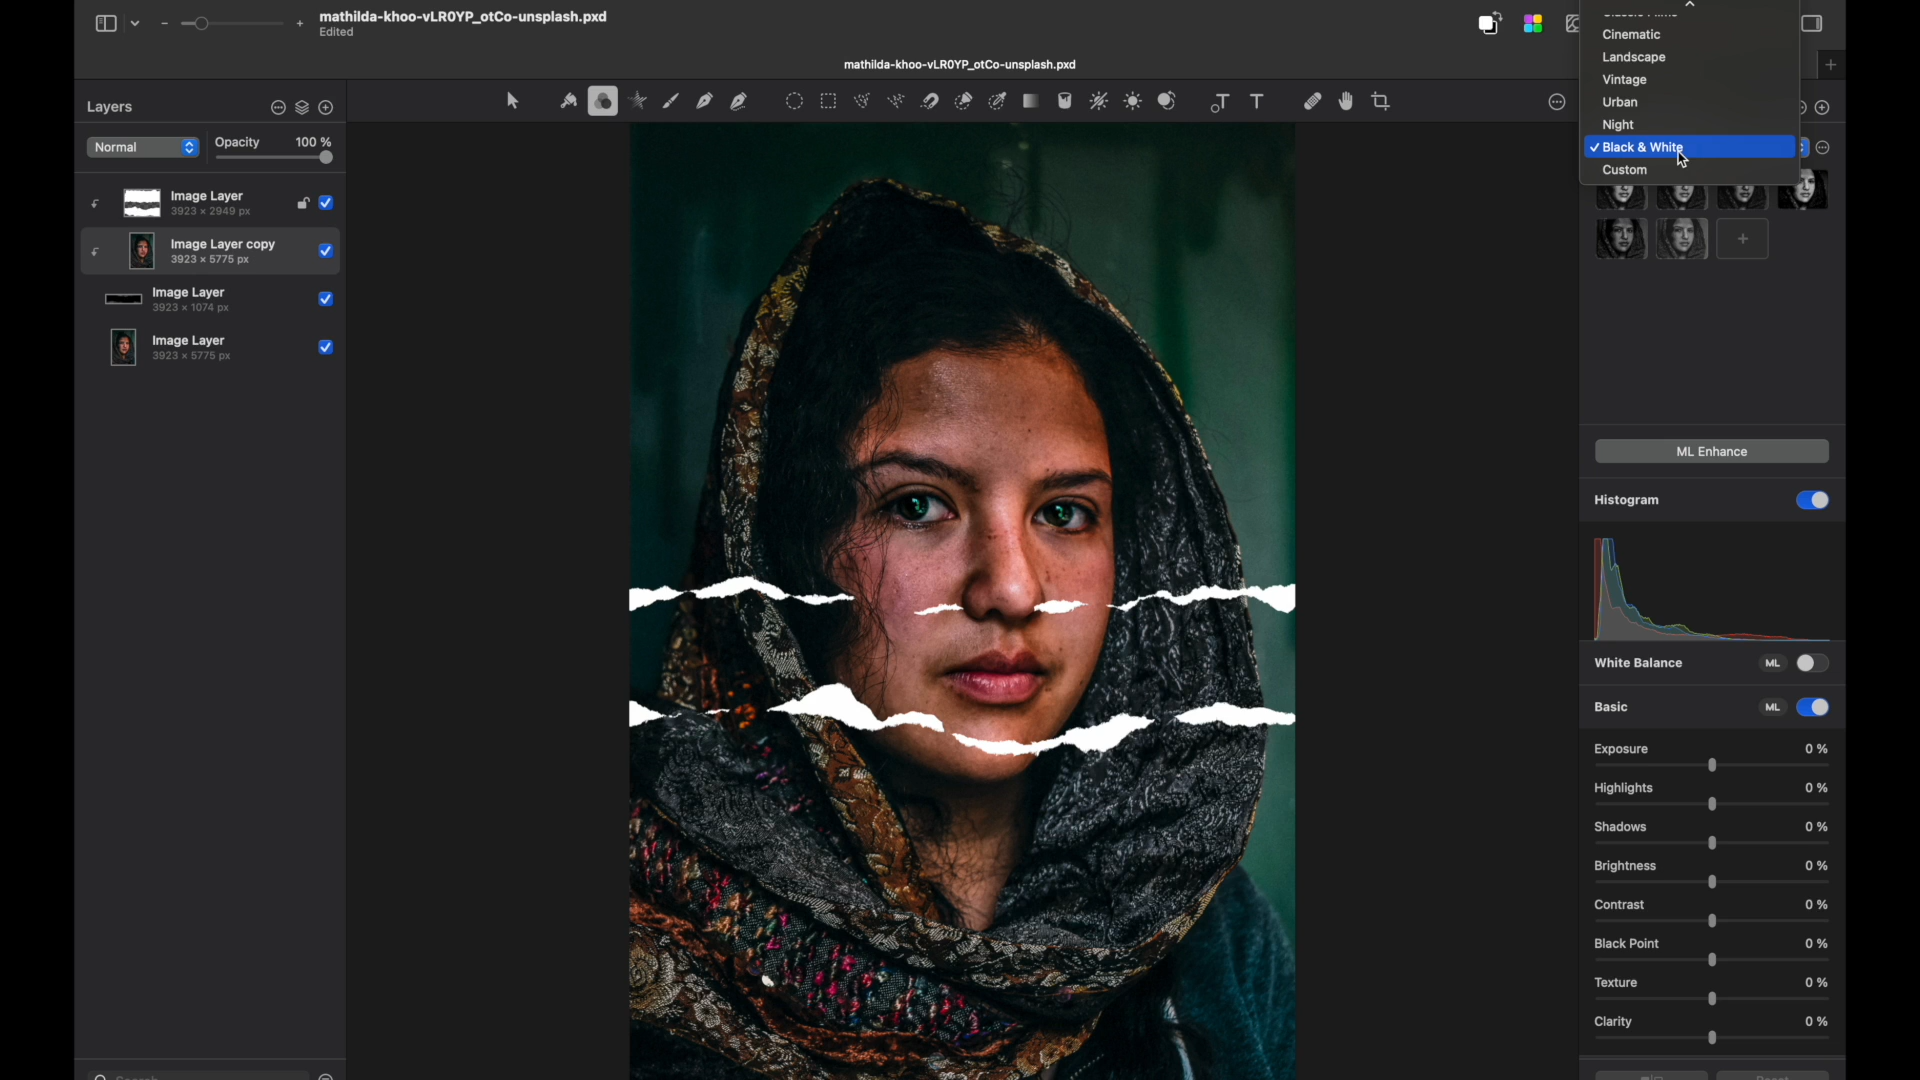 mathilda-khoo-vLR0YP_otCo-unsplash.pxd
Edited
mathilda-khoo-vLR0YP_otCo-unsplash.pxd
Layers
Normal
Opacity
100 %
Image Layer
3923 × 2949 px
Image Layer copy
3923 × 5775 px
Image Layer
3923 × 1074 px
Image Layer
3923 × 5775 px
Cinematic
Landscape
Vintage
Urban
Night
Black & White
Custom
ML Enhance
Histogram
White Balance
ML
Basic
ML
Exposure
0 %
Highlights
0 %
Shadows
0 %
Brightness
0 %
Contrast
0 %
Black Point
0 %
Texture
0 %
Clarity
0 %